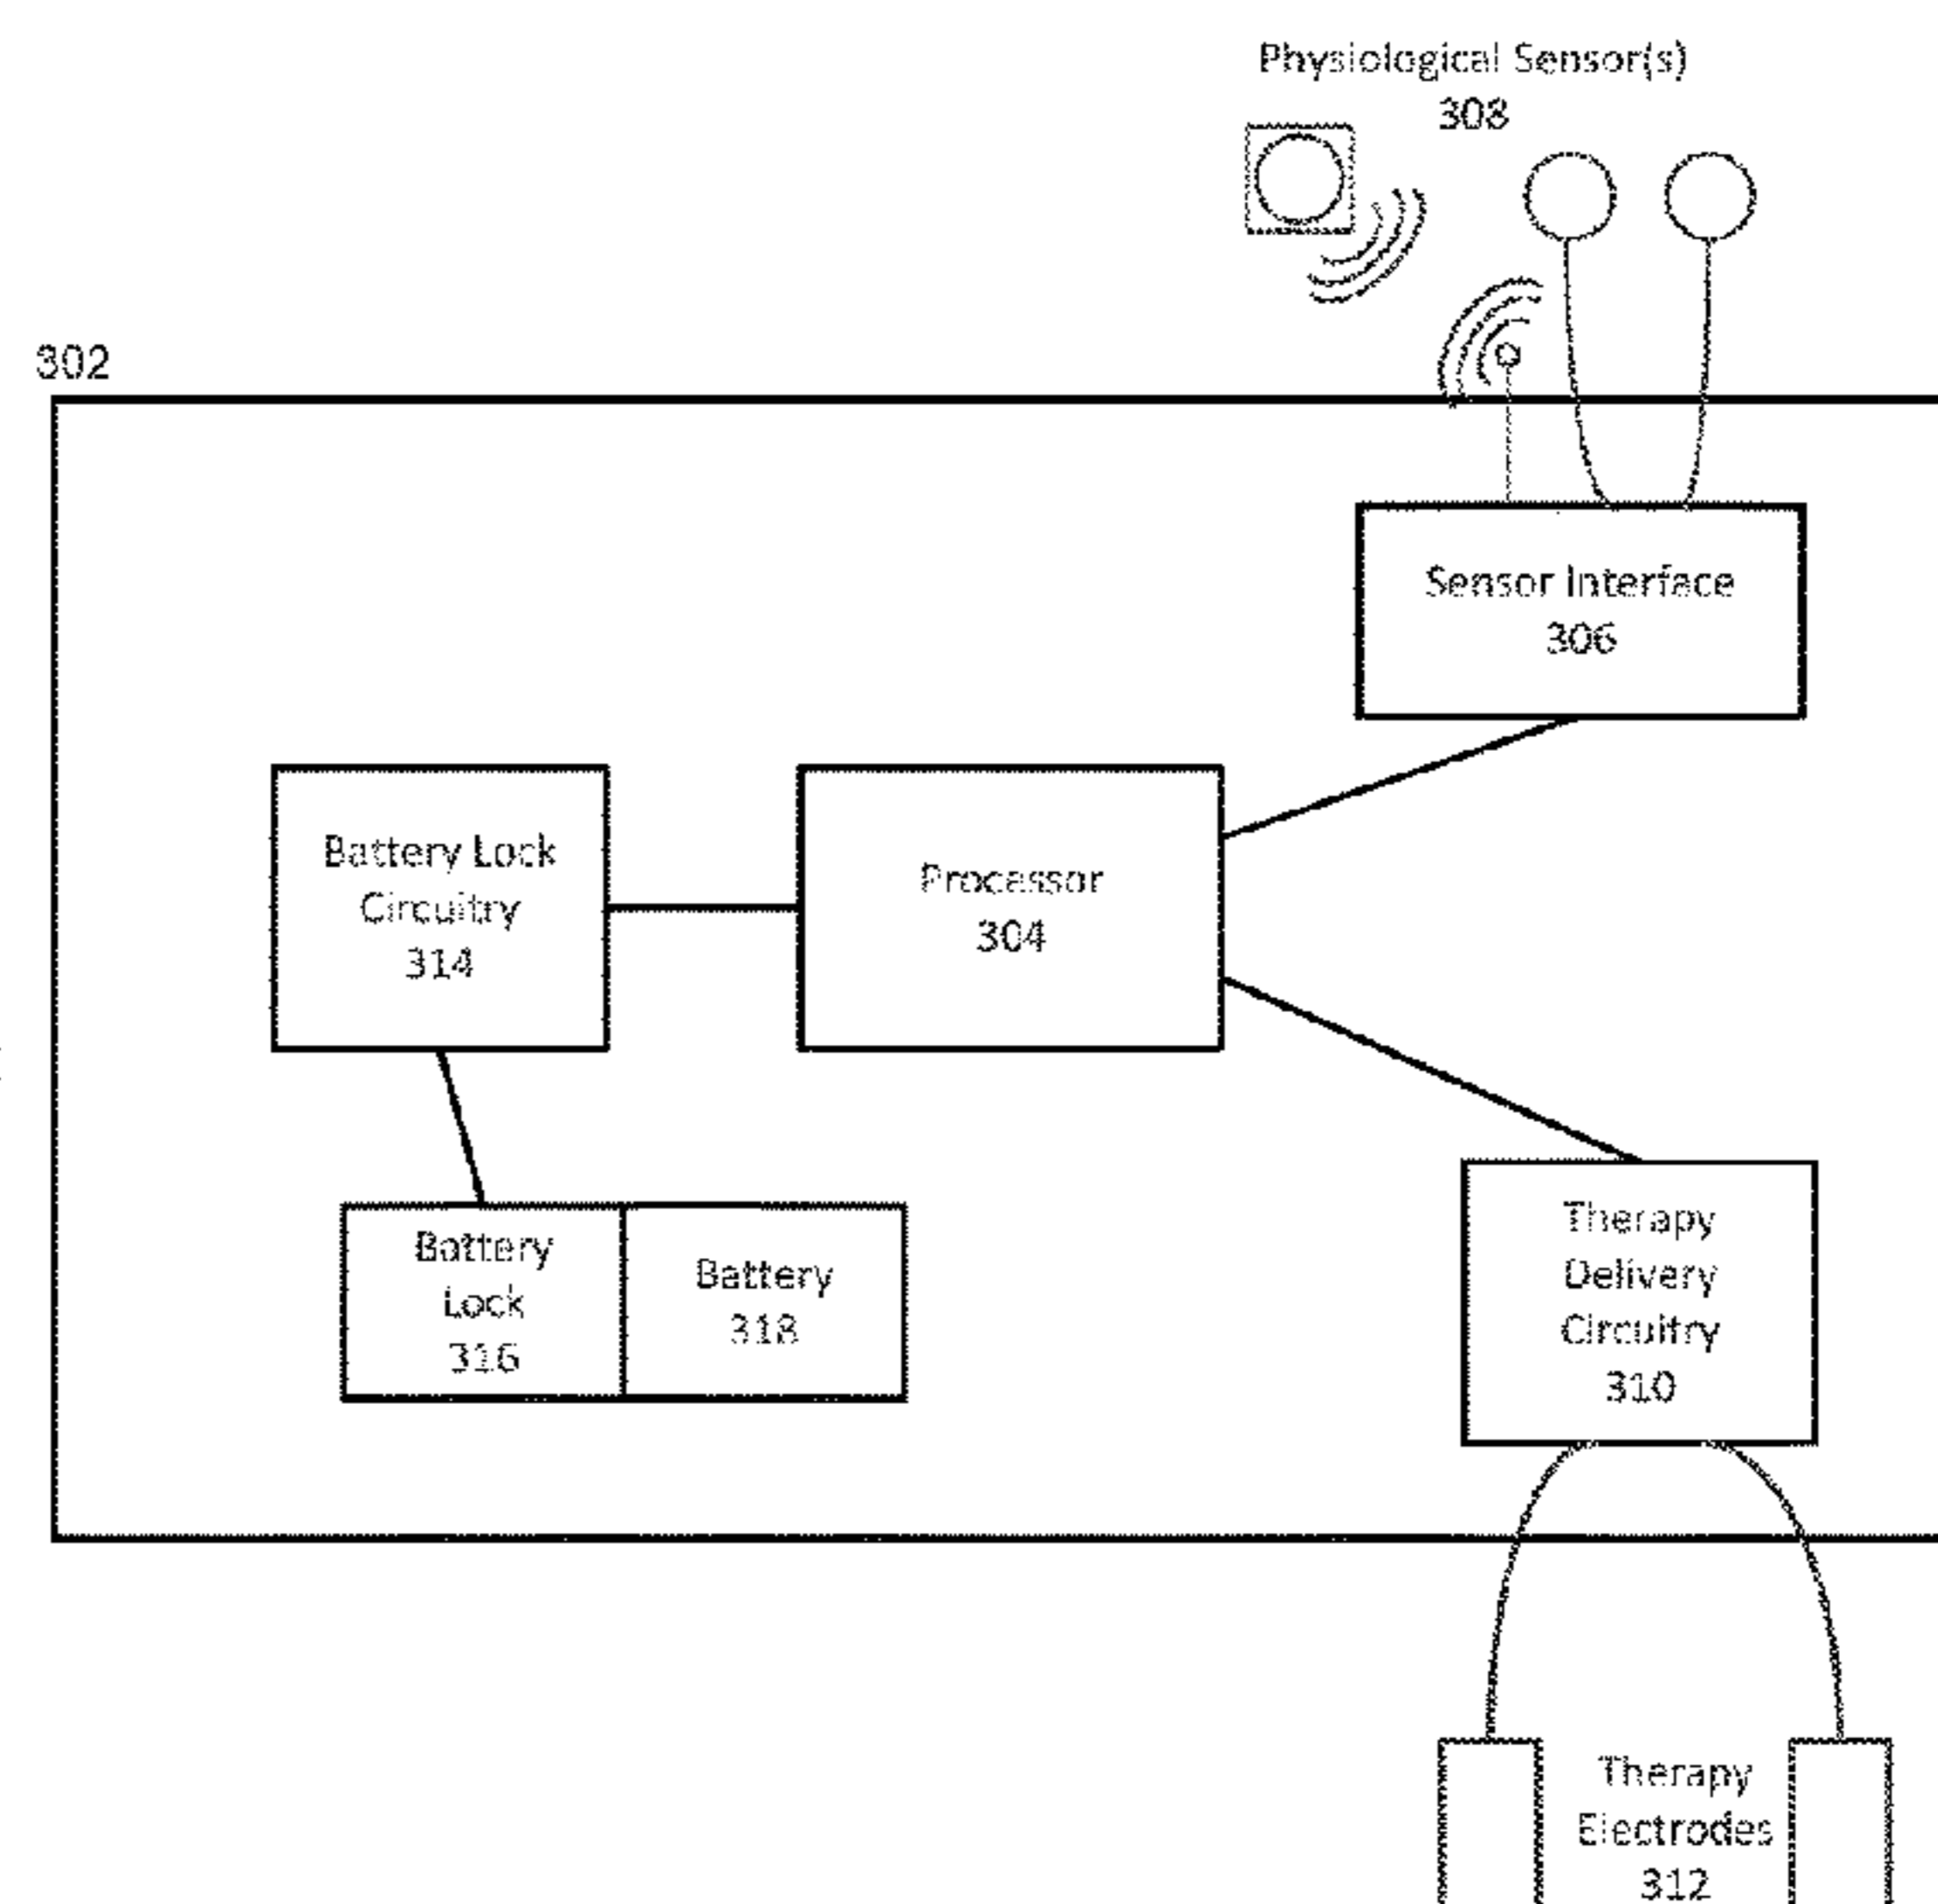 Physiological Sensor(s)
308
302
Sensor Interface
306
Battery Lock
Circuitry
314
Processor
304
Battery
Lock
316
Battery
318
Therapy
Delivery
Circuitry
310
Therapy
Electrodes
312